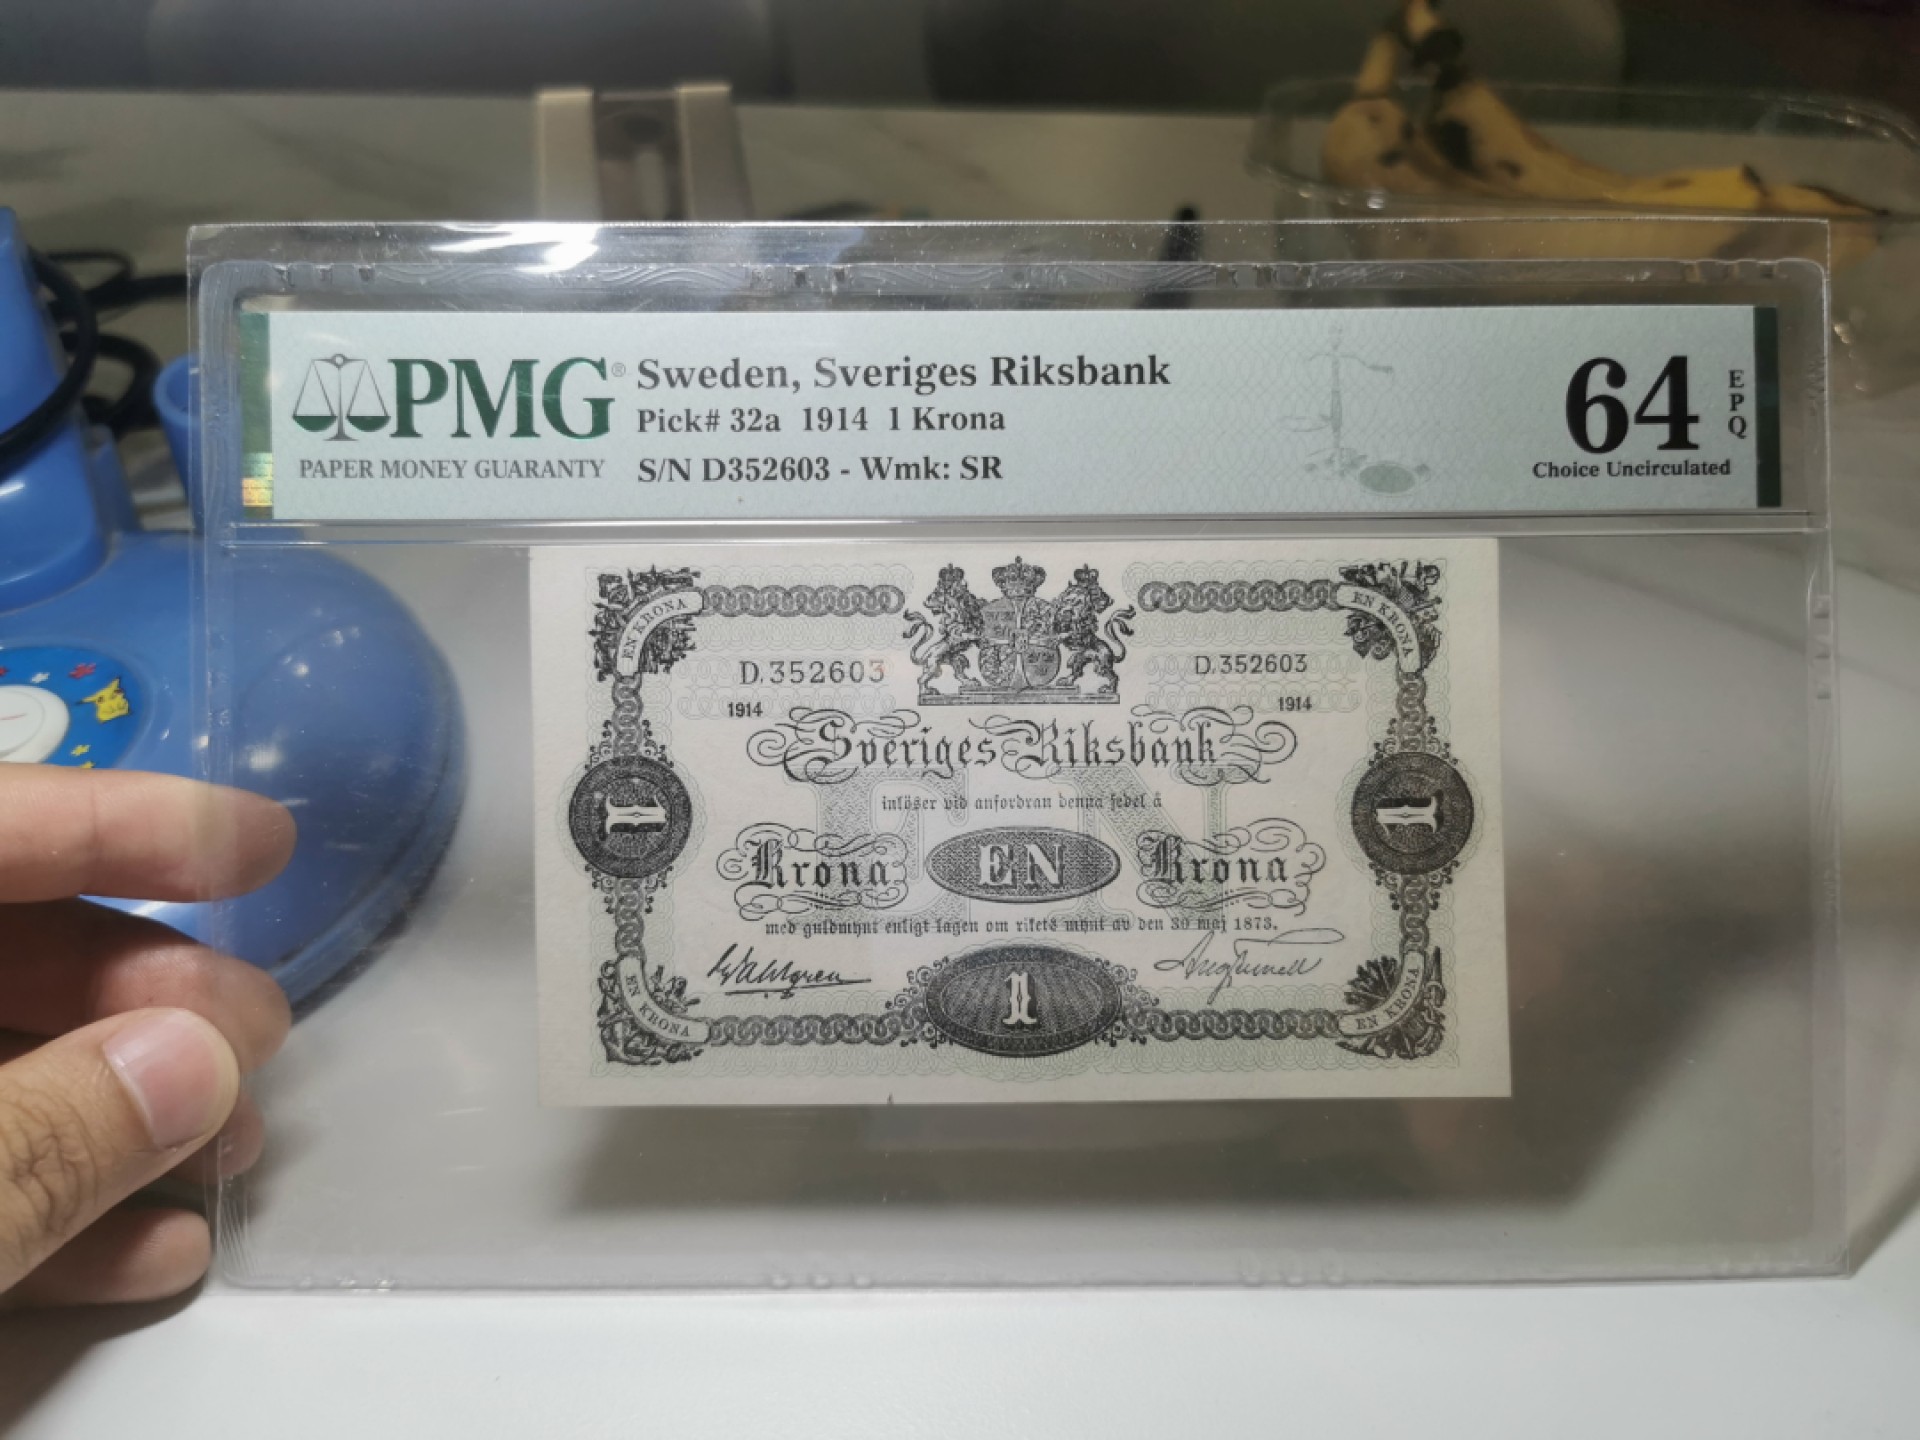 PMG®
PAPER MONEY GUARANTY
Sweden, Sveriges Riksbank
Pick# 32a 1914 1 Krona
S/N D352603 - Wmk: SR
64
EPQ
Choice Uncirculated
EN KRONA
EN KRONA
D.352603
D.352603
1914
1914
Sveriges Riksbank
inlöser vid anfordran denna sedel å
1
1
EN
Krona
EN
Krona
med guldmynt enligt lagen om rikets mynt av den 30 maj 1873.
1
EN KRONA
EN KRONA